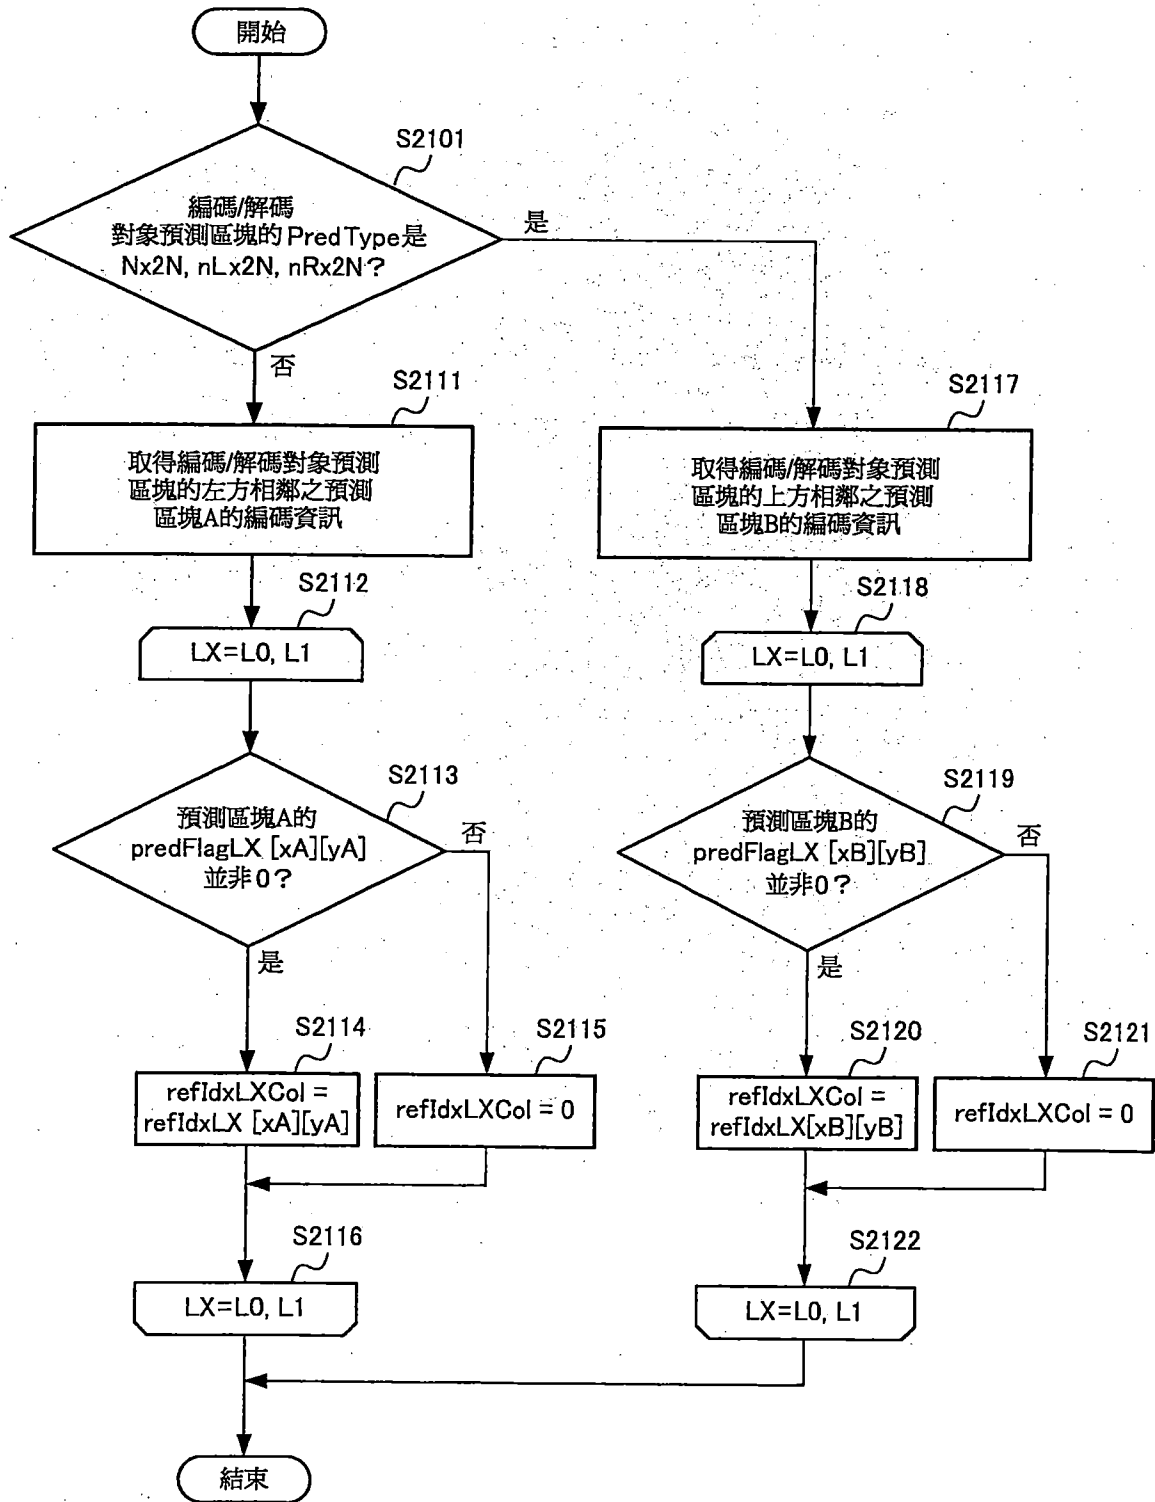 開始
S2101
編碼/解碼
對象預測區塊的PredType是
Nx2N, nLx2N, nRx2N?
是
否
S2111
取得編碼/解碼對象預測
區塊的左方相鄰之預測
區塊A的編碼資訊
S2117
取得編碼/解碼對象預測
區塊的上方相鄰之預測
區塊B的編碼資訊
S2112
LX=L0, L1
S2118
LX=L0, L1
S2113
預測區塊A的
predFlagLX [xA][yA]
並非0?
否
是
S2119
預測區塊B的
predFlagLX [xB][yB]
並非0?
否
是
S2114
refIdxLXCol =
refIdxLX [xA][yA]
S2115
refIdxLXCol = 0
S2120
refIdxLXCol =
refIdxLX[xB][yB]
S2121
refIdxLXCol = 0
S2116
LX=L0, L1
S2122
LX=L0, L1
結束